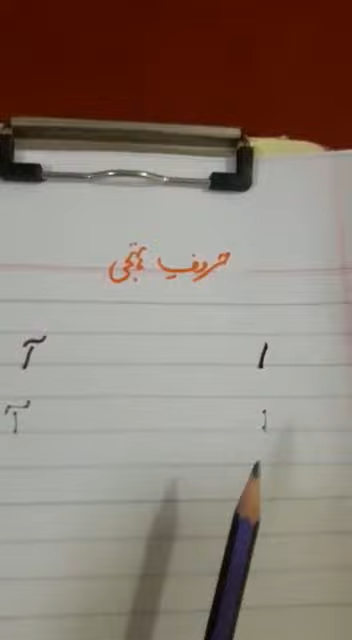 حروفِ تہجی
ا آ
ا آ